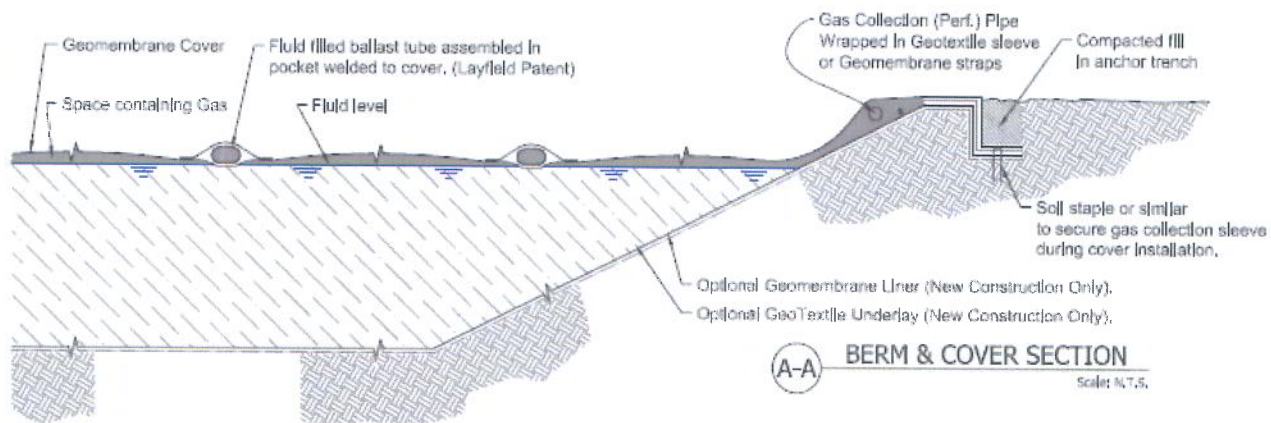 Geomembrane Cover
Space containing Gas
Fluid filled ballast tube assembled in
pocket welded to cover. (Layfield Patent)
Fluid level
Gas Collection (Perf.) Pipe
Wrapped in Geotextile sleeve
or Geomembrane straps
Compacted fill
in anchor trench
Soil staple or similar
to secure gas collection sleeve
during cover installation.
Optional Geomembrane Liner (New Construction Only).
Optional GeoTextile Underlay (New Construction Only).
A-A
BERM & COVER SECTION
Scale: N.T.S.